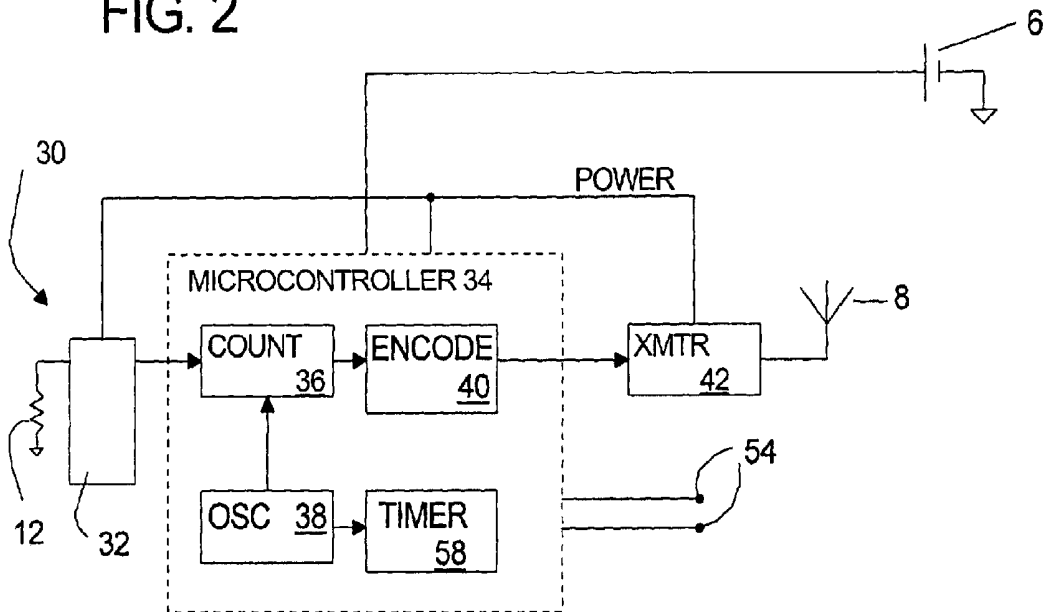 FIG. 2
6
30
POWER
MICROCONTROLLER 34
8
COUNT
36
ENCODE
40
XMTR
42
54
12
32
OSC 38
TIMER
58